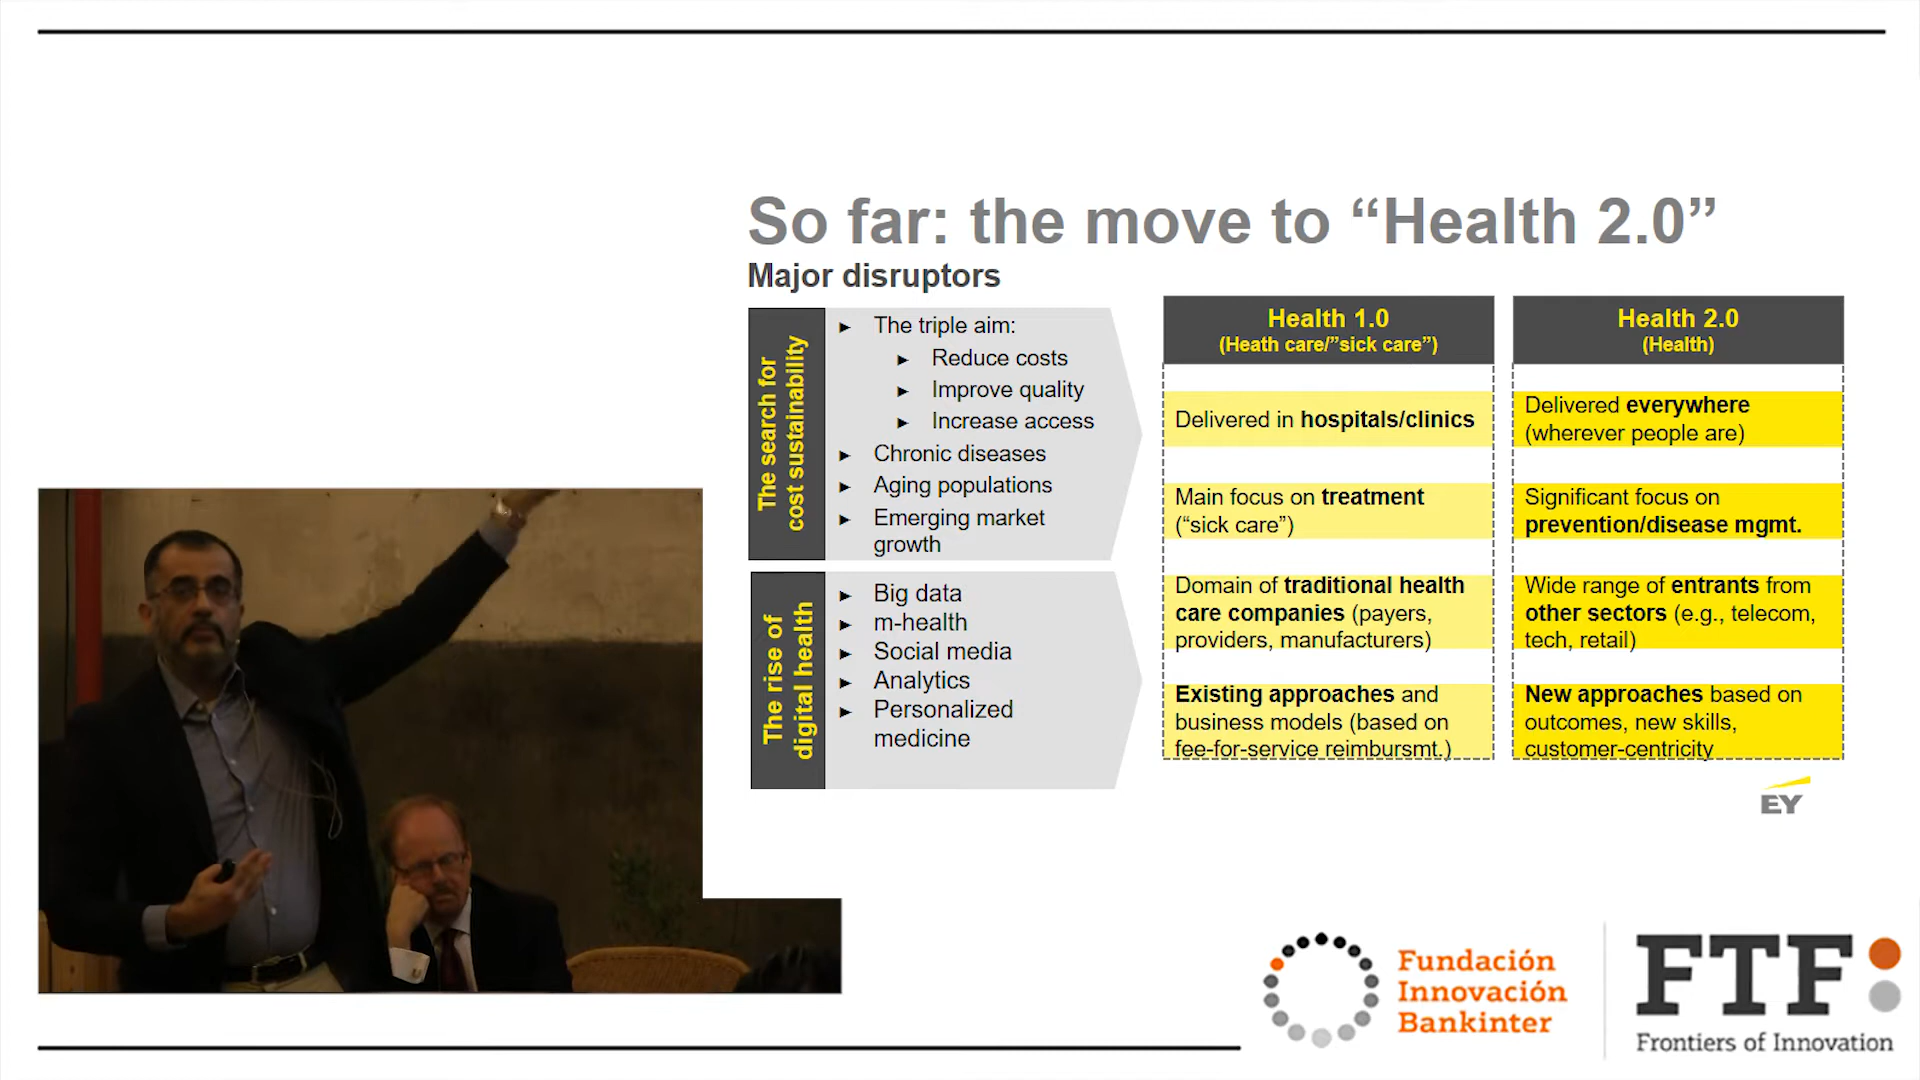 So far: the move to “Health 2.0”
Major disruptors
The search for
cost sustainability
► The triple aim:
► Reduce costs
► Improve quality
► Increase access
► Chronic diseases
► Aging populations
► Emerging market
growth
The rise of
digital health
► Big data
► m-health
► Social media
► Analytics
► Personalized
medicine
Health 1.0
(Heath care/”sick care”)
Delivered in hospitals/clinics
Main focus on treatment
(“sick care”)
Domain of traditional health
care companies (payers,
providers, manufacturers)
Existing approaches and
business models (based on
fee-for-service reimbursmt.)
Health 2.0
(Health)
Delivered everywhere
(wherever people are)
Significant focus on
prevention/disease mgmt.
Wide range of entrants from
other sectors (e.g., telecom,
tech, retail)
New approaches based on
outcomes, new skills,
customer-centricity
EY
Fundación
Innovación
Bankinter
FTF
Frontiers of Innovation